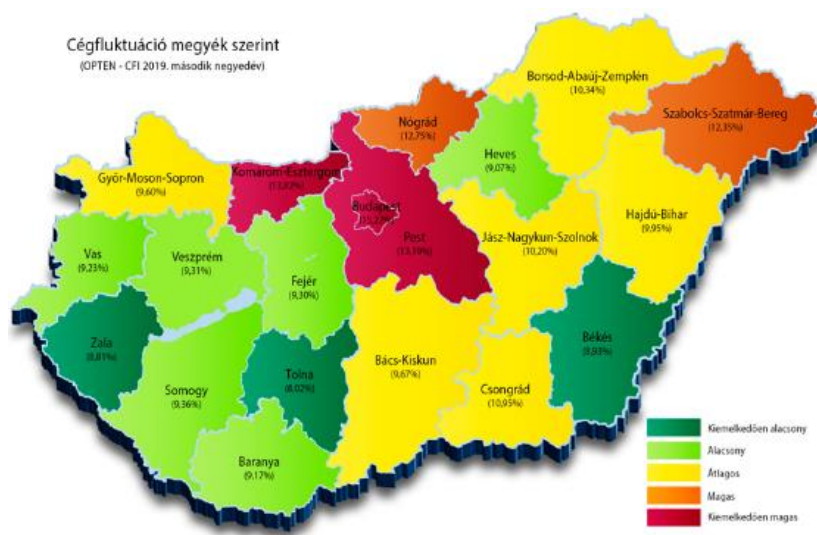 Cégfluktuáció megyék szerint
(OPTEN - CFI 2019. második negyedév)
Borsod-Abaúj-Zemplén
(10,34%)
Szabolcs-Szatmár-Bereg
(12,35%)
Nógrád
(12,75%)
Heves
(9,07%)
Komárom-Esztergom
Győr-Moson-Sopron
(9,60%)
Budapest
Hajdú-Bihar
(9,95%)
Pest
Jász-Nagykun-Szolnok
(10,20%)
Vas
(9,23%)
Veszprém
(9,31%)
Fejér
(9,30%)
Zala
(8,81%)
Békés
(8,93%)
Bács-Kiskun
(9,67%)
Tolna
(8,02%)
Somogy
(9,36%)
Csongrád
(10,95%)
Baranya
(9,17%)
Kiemelkedően alacsony
Alacsony
Átlagos
Magas
Kiemelkedően magas